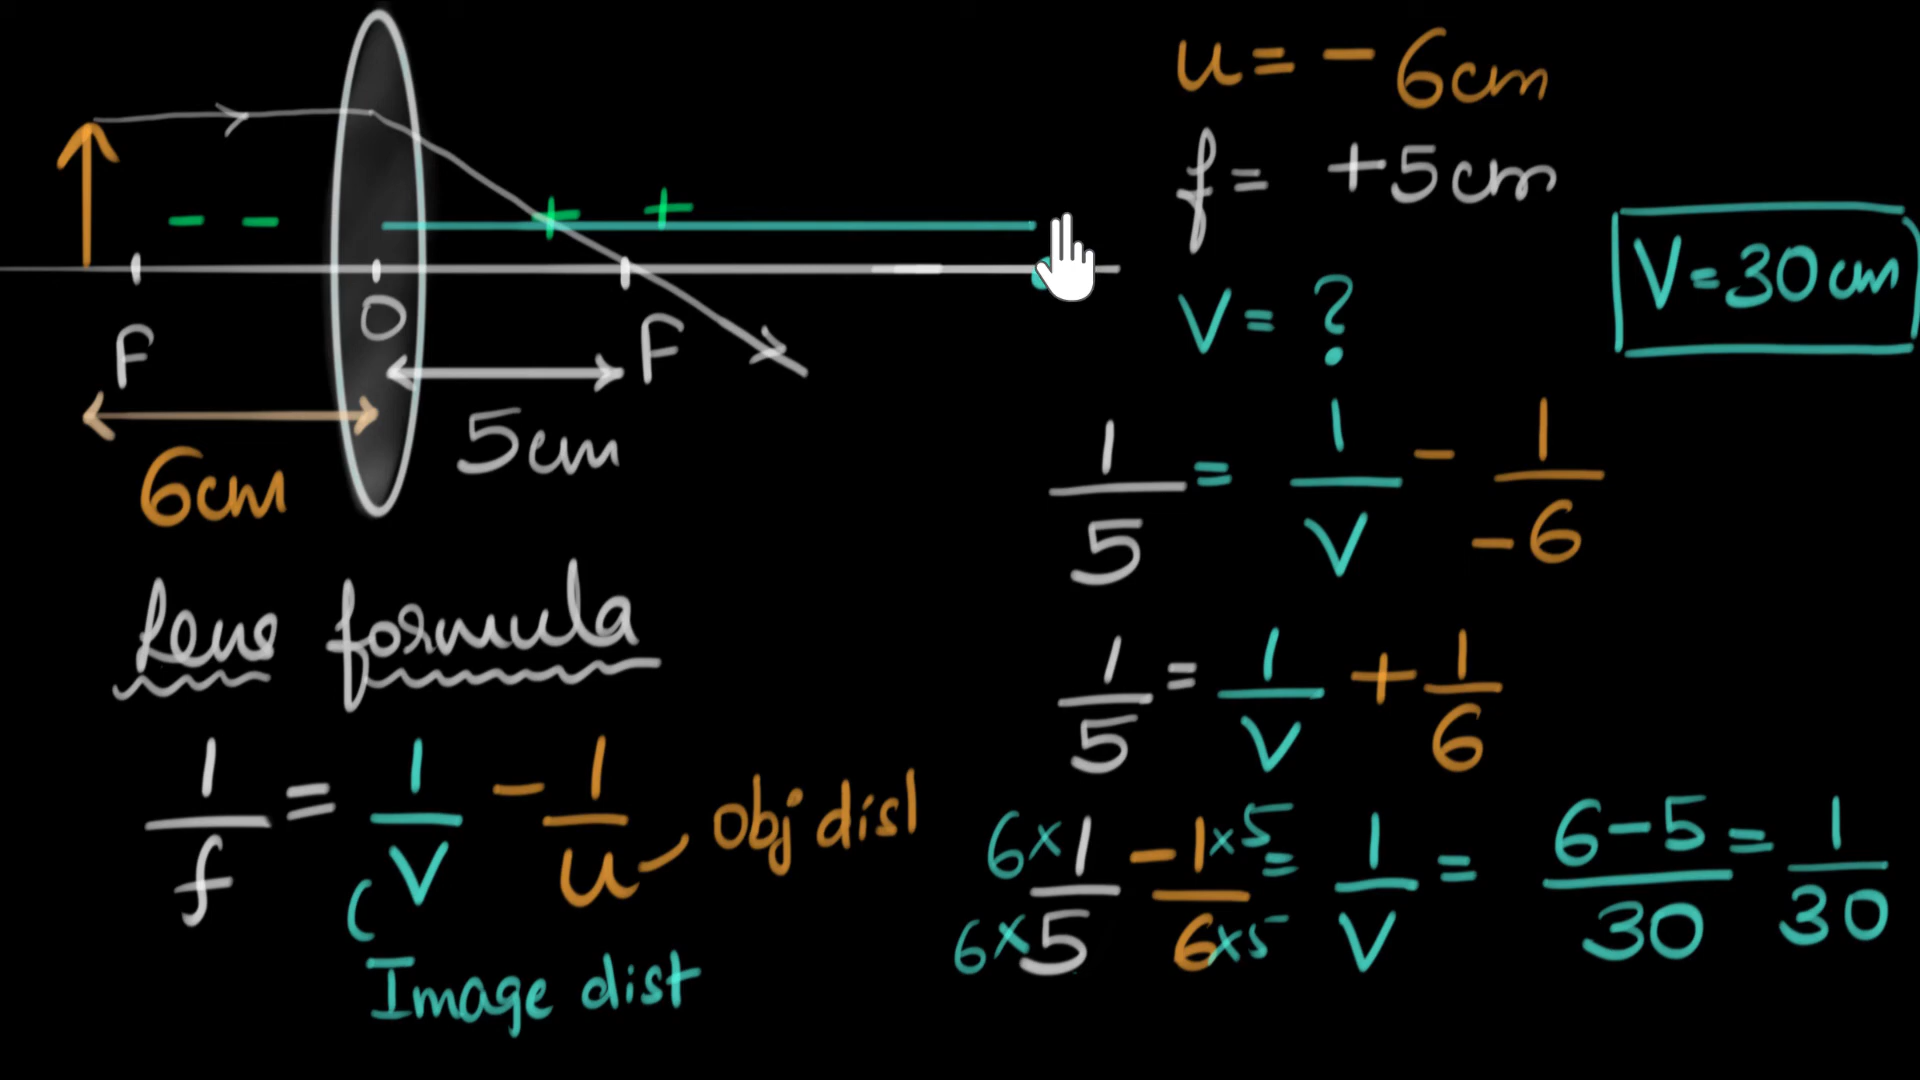 - - + +
F O F
5cm
6cm
Lens formula
1/f = 1/v - 1/u obj dist
Image dist
u = - 6cm
f = +5cm
v = ?
V = 30cm
1/5 = 1/v - 1/-6
1/5 = 1/v + 1/6
6×1/6×5 - 1×5/6×5 = 1/v = 6-5/30 = 1/30